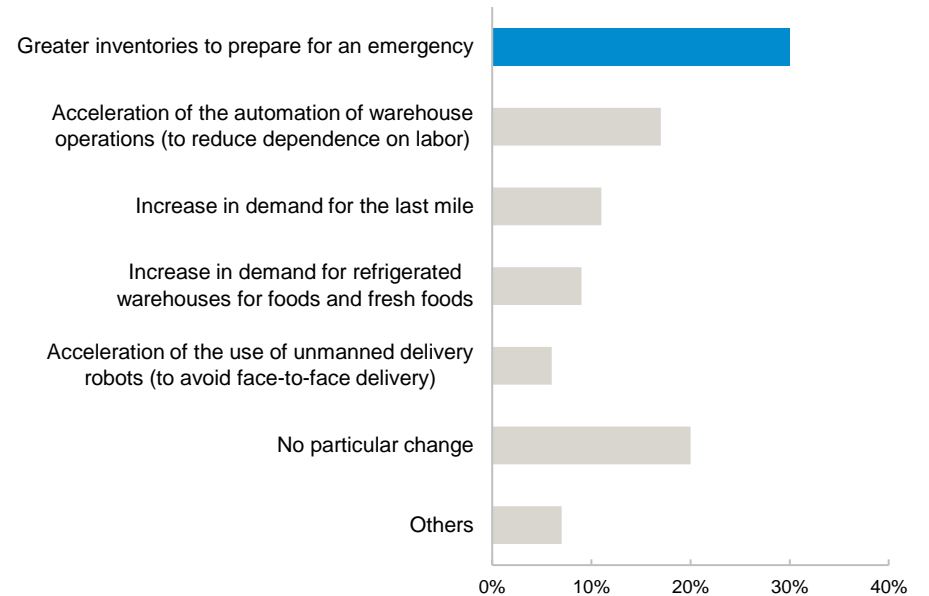 Greater inventories to prepare for an emergency
Acceleration of the automation of warehouse
operations (to reduce dependence on labor)
Increase in demand for the last mile
Increase in demand for refrigerated
warehouses for foods and fresh foods
Acceleration of the use of unmanned delivery
robots (to avoid face-to-face delivery)
No particular change
Others
0% 10% 20% 30% 40%